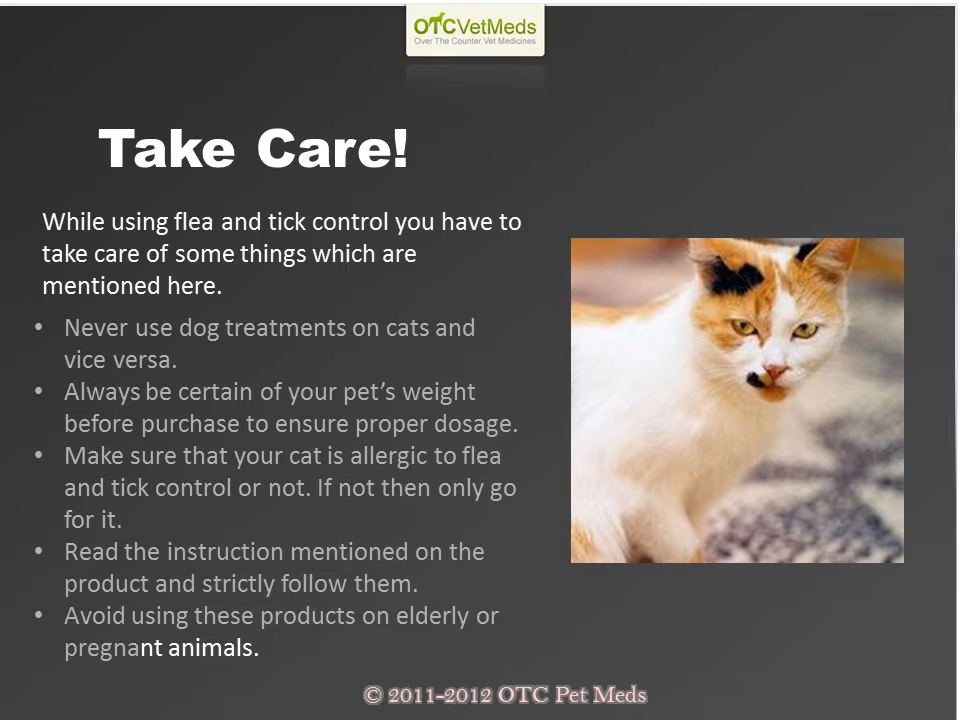 OTCVetMeds
Over The Counter Vet Medicines
Take Care!
While using flea and tick control you have to
take care of some things which are
mentioned here.
• Never use dog treatments on cats and
vice versa.
• Always be certain of your pet’s weight
before purchase to ensure proper dosage.
• Make sure that your cat is allergic to flea
and tick control or not. If not then only go
for it.
• Read the instruction mentioned on the
product and strictly follow them.
• Avoid using these products on elderly or
pregnant animals.
© 2011-2012 OTC Pet Meds